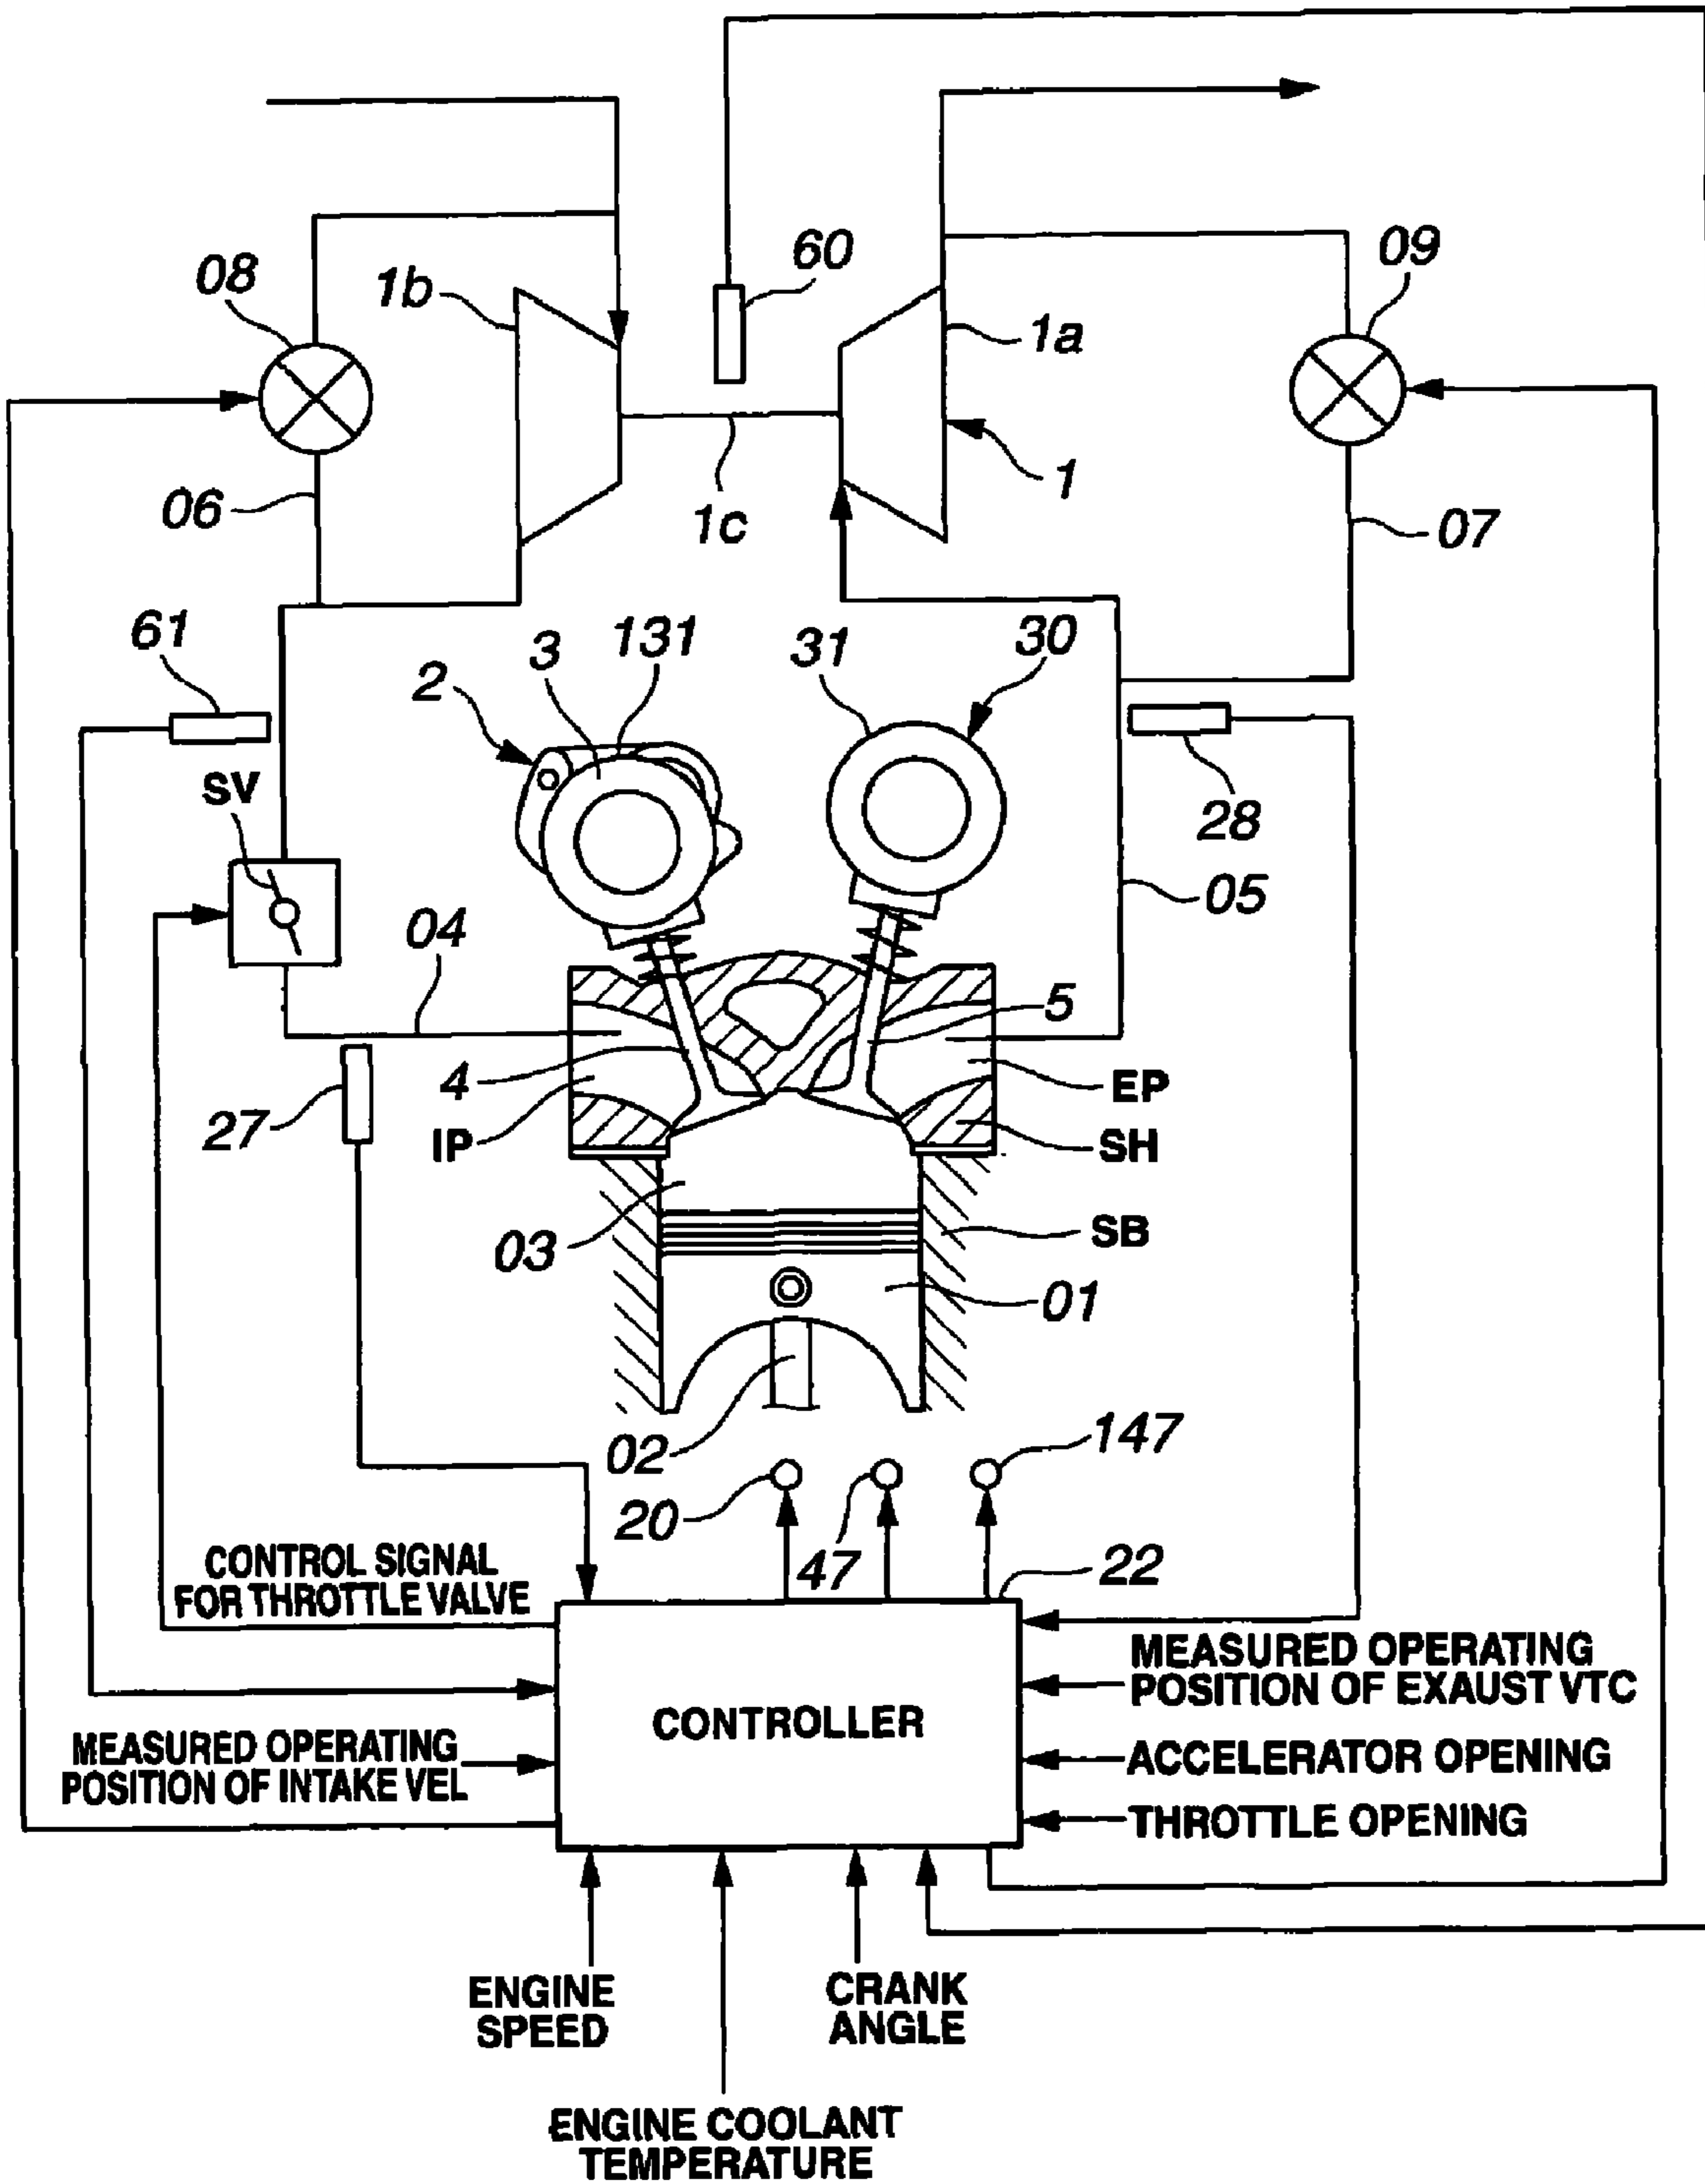 60
09
08
1b
1a
06
1
1c
07
61
131
30
3
31
2
SV
28
05
04
5
4
EP
27
IP
SH
SB
03
01
147
02
20
47
22
CONTROL SIGNAL
FOR THROTTLE VALVE
MEASURED OPERATING
POSITION OF EXAUST VTC
CONTROLLER
MEASURED OPERATING
POSITION OF INTAKE VEL
ACCELERATOR OPENING
THROTTLE OPENING
ENGINE
SPEED
CRANK
ANGLE
ENGINE COOLANT
TEMPERATURE